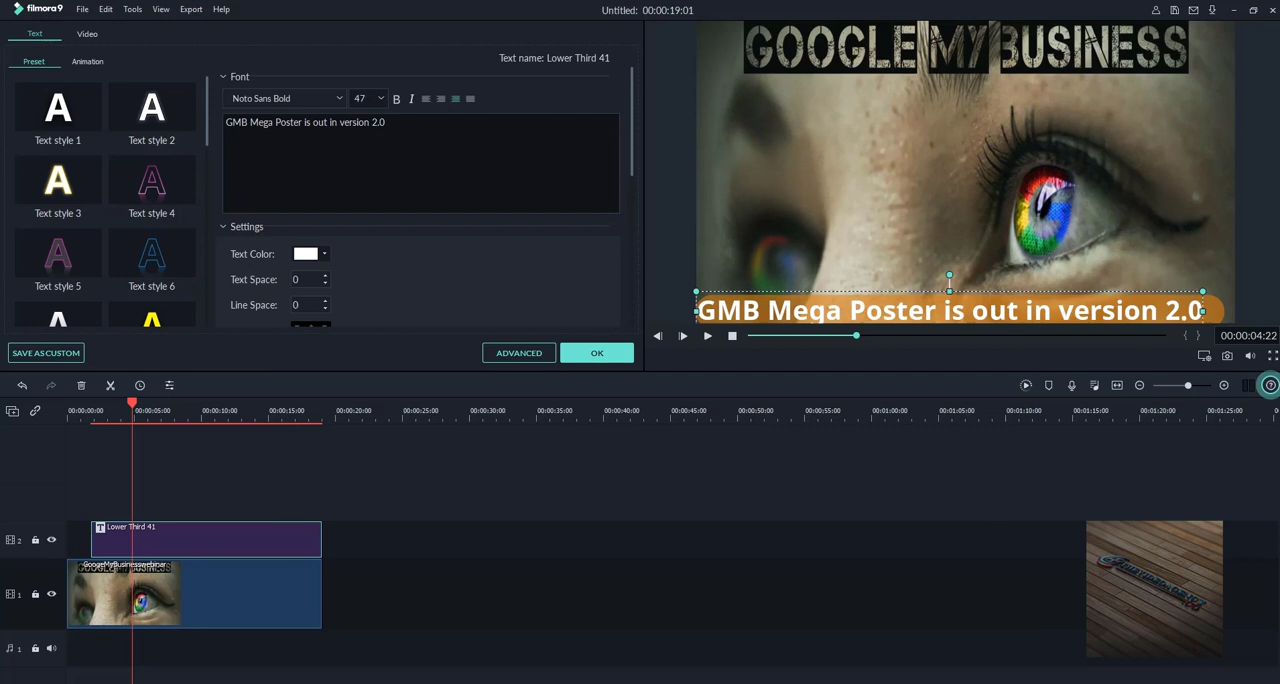 filmora9 File Edit Tools View Export Help Untitled: 00:00:19:01
Text Video
Preset Animation
Text name: Lower Third 41
Font
Noto Sans Bold 47 B I
GMB Mega Poster is out in version 2.0
A A
Text style 1 Text style 2
A A
Text style 3 Text style 4
A A
Text style 5 Text style 6
A A
Settings
Text Color:
Text Space: 0
Line Space: 0
SAVE AS CUSTOM ADVANCED OK
GOOGLE MY BUSINESS
GMB Mega Poster is out in version 2.0
00:00:04:22
00:00:00:00 00:00:05:00 00:00:10:00 00:00:15:00 00:00:20:00 00:00:25:00 00:00:30:00 00:00:35:00 00:00:40:00 00:00:45:00 00:00:50:00 00:00:55:00 00:01:00:00 00:01:05:00 00:01:10:00 00:01:15:00 00:01:20:00 00:01:25:00
2 T Lower Third 41
GoogeMyBusinesswebinar
GOOGLE MY BUSINESS
1
1